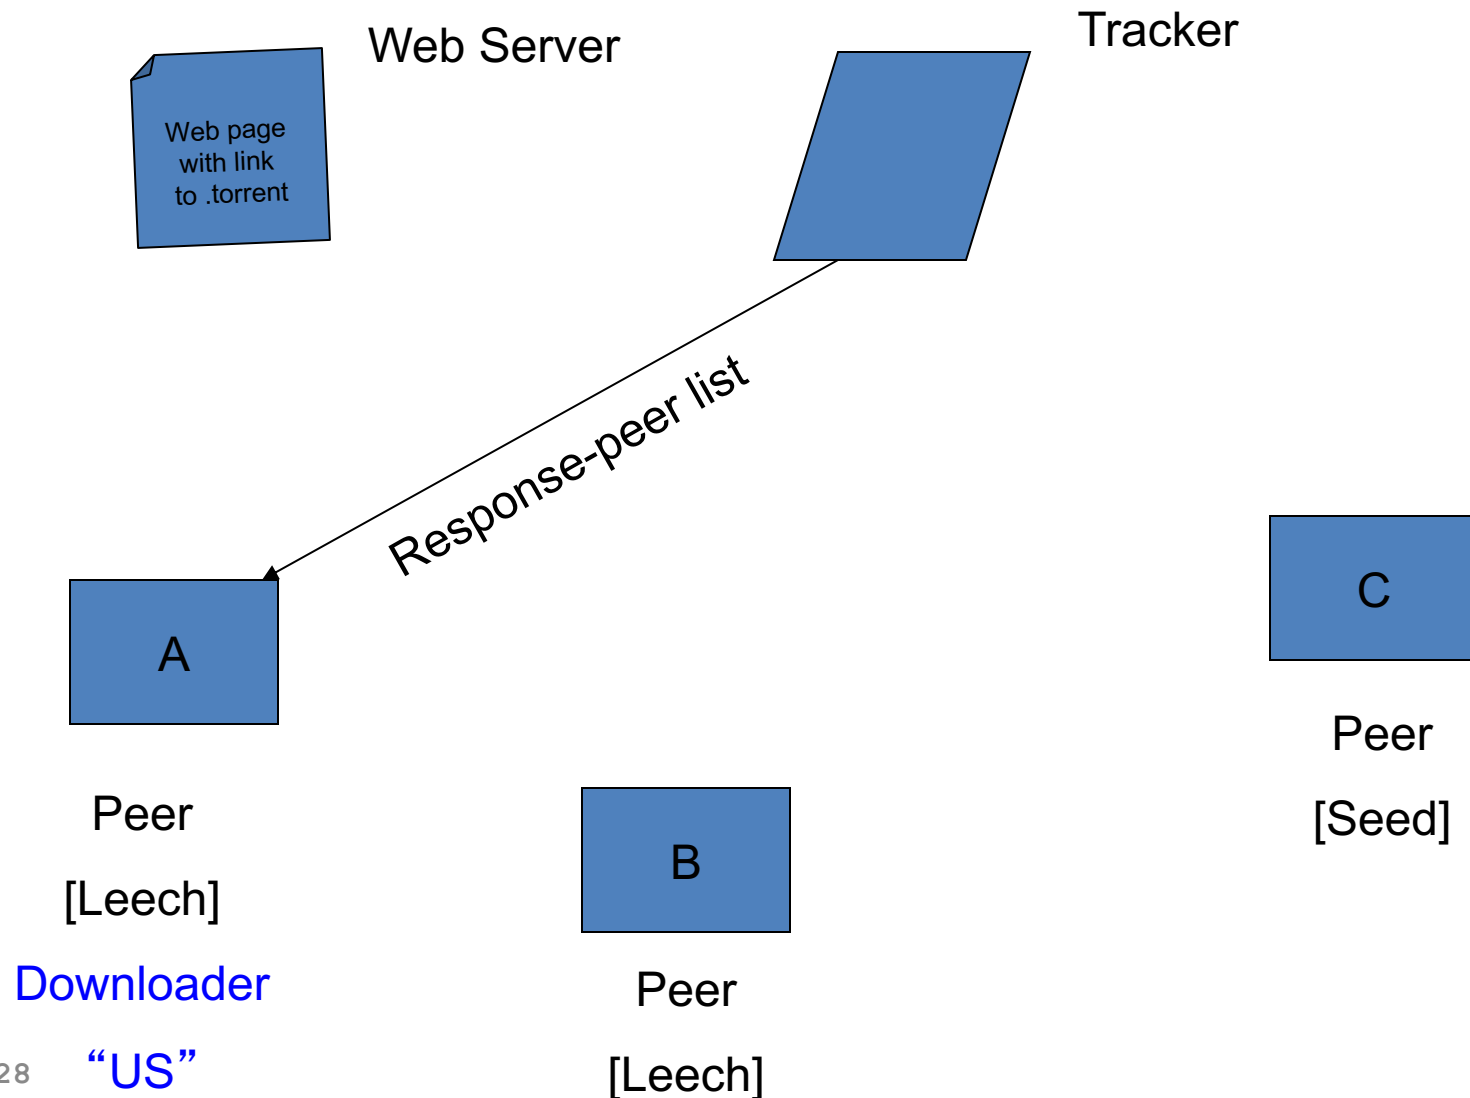 Web Server
Tracker
Web page
with link
to .torrent
Response-peer list
A
C
Peer
[Seed]
Peer
[Leech]
Downloader
“US”
B
Peer
[Leech]
28